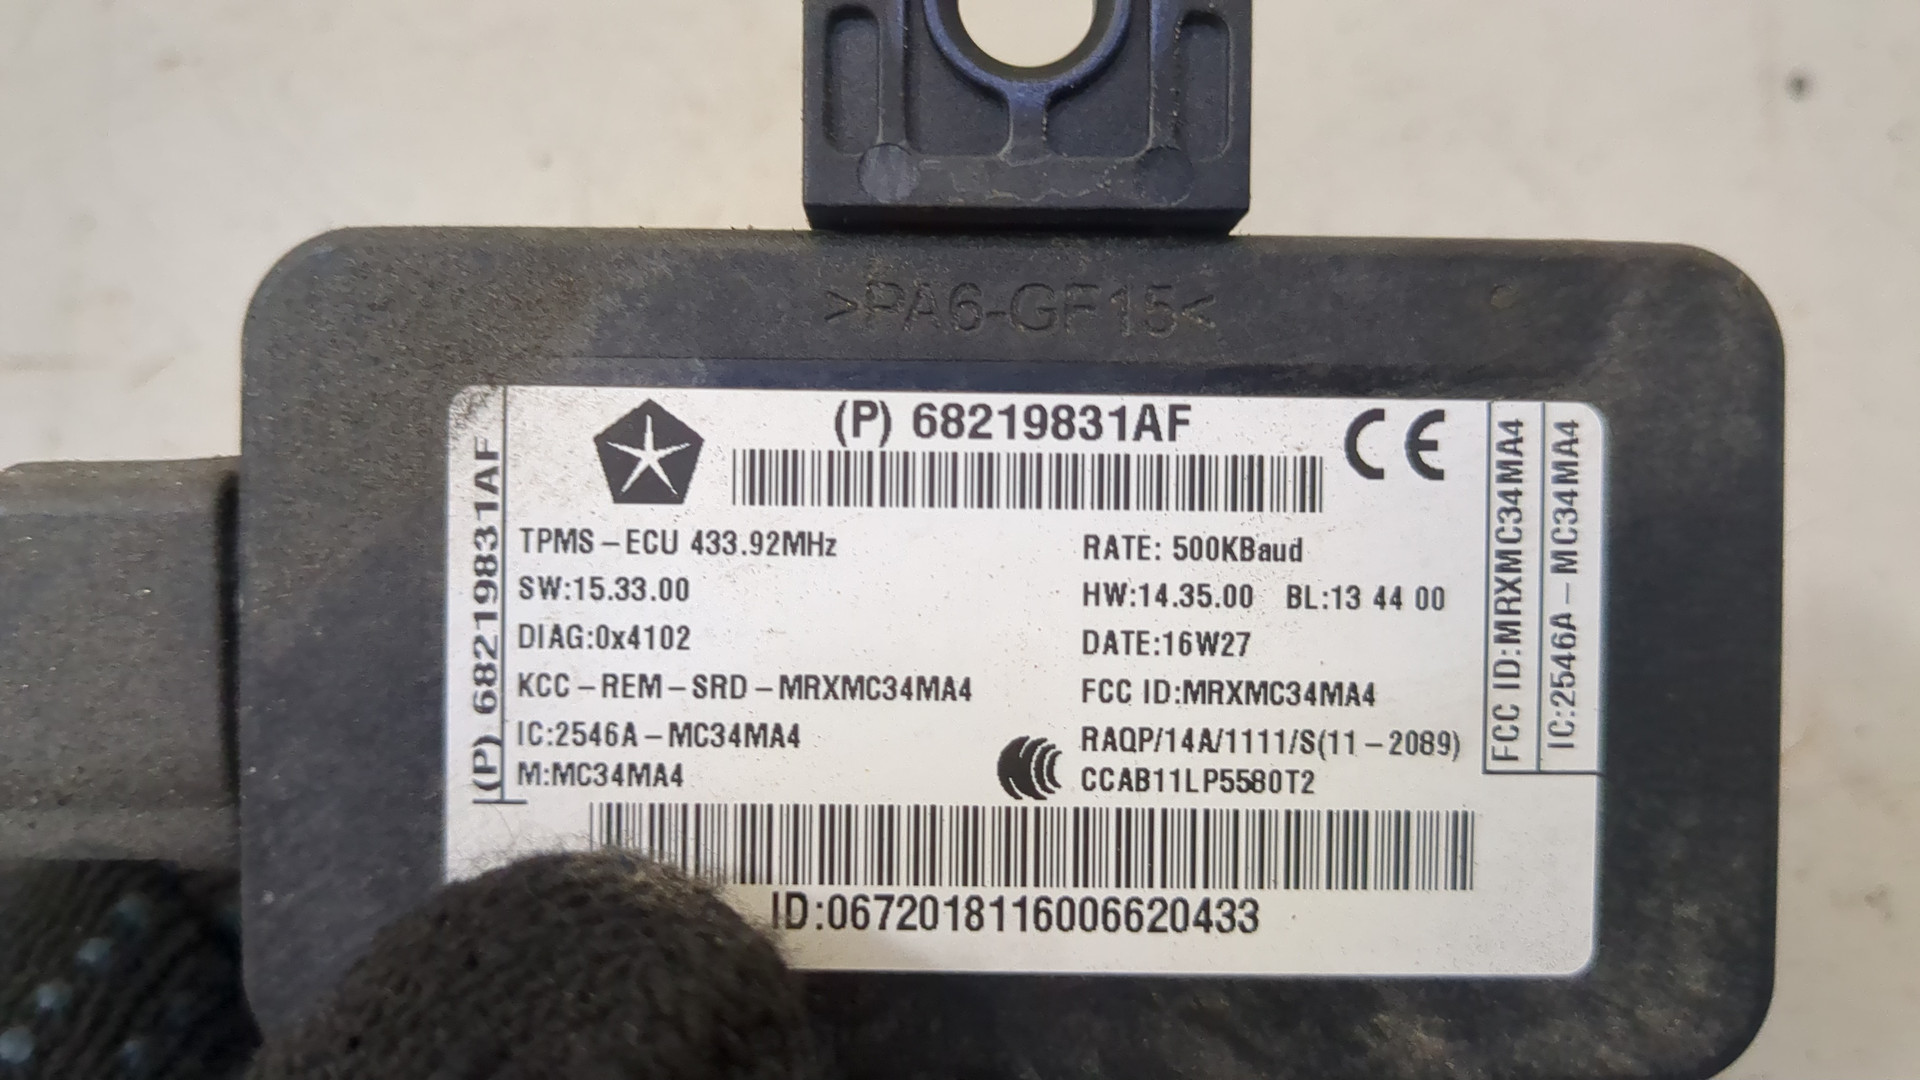 >PA6-GF15<
(P) 68219831AF
(P) 68219831AF
CE
TPMS-ECU 433.92MHz
RATE: 500KBaud
SW:15.33.00
HW:14.35.00 BL:13 44 00
DIAG:0x4102
DATE:16W27
KCC-REM-SRD-MRXMC34MA4
FCC ID:MRXMC34MA4
IC:2546A-MC34MA4
RAQP/14A/1111/S(11-2089)
M:MC34MA4
CCAB11LP5580T2
FCC ID:MRXMC34MA4
IC:2546A-MC34MA4
ID:0672018116006620433